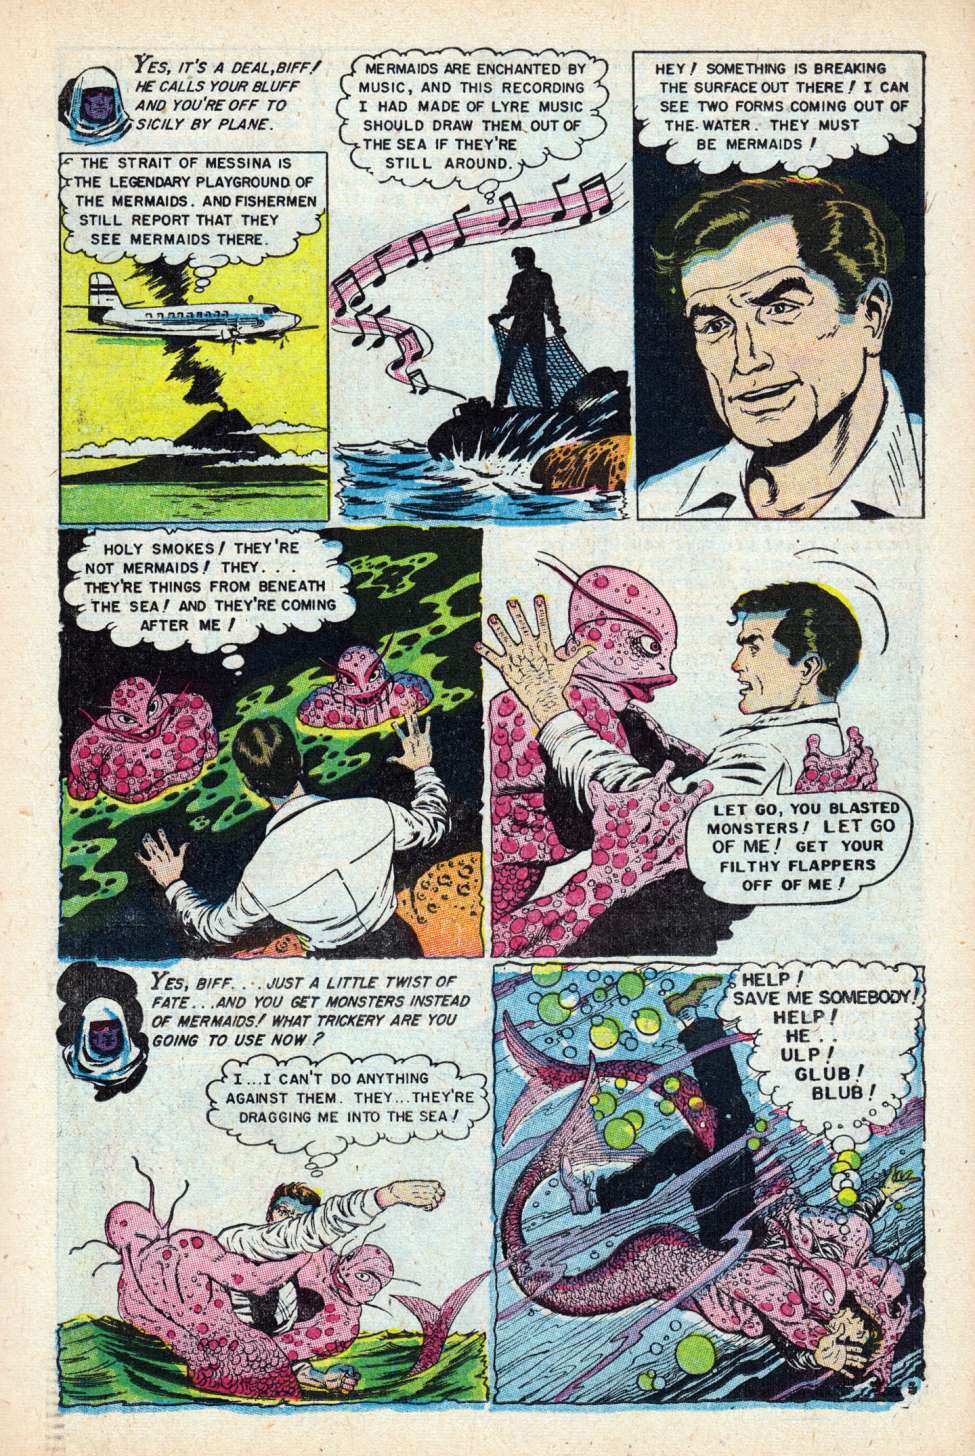 YES, IT'S A DEAL, BIFF!
HE CALLS YOUR BLUFF
AND YOU'RE OFF TO
SICILY BY PLANE.
THE STRAIT OF MESSINA IS
THE LEGENDARY PLAYGROUND OF
THE MERMAIDS. AND FISHERMEN
STILL REPORT THAT THEY
SEE MERMAIDS THERE.
MERMAIDS ARE ENCHANTED BY
MUSIC, AND THIS RECORDING
I HAD MADE OF LYRE MUSIC
SHOULD DRAW THEM OUT OF
THE SEA IF THEY'RE
STILL AROUND.
HEY! SOMETHING IS BREAKING
THE SURFACE OUT THERE! I CAN
SEE TWO FORMS COMING OUT OF
THE WATER. THEY MUST
BE MERMAIDS!
HOLY SMOKES! THEY'RE
NOT MERMAIDS! THEY...
THEY'RE THINGS FROM BENEATH
THE SEA! AND THEY'RE COMING
AFTER ME!
LET GO, YOU BLASTED
MONSTERS! LET GO
OF ME! GET YOUR
FILTHY FLAPPERS
OFF OF ME!
YES, BIFF....JUST A LITTLE TWIST OF
FATE...AND YOU GET MONSTERS INSTEAD
OF MERMAIDS! WHAT TRICKERY ARE YOU
GOING TO USE NOW?
I...I CAN'T DO ANYTHING
AGAINST THEM. THEY...THEY'RE
DRAGGING ME INTO THE SEA!
HELP!
SAVE ME SOMEBODY!
HELP!
HE..
ULP!
GLUB!
BLUB!